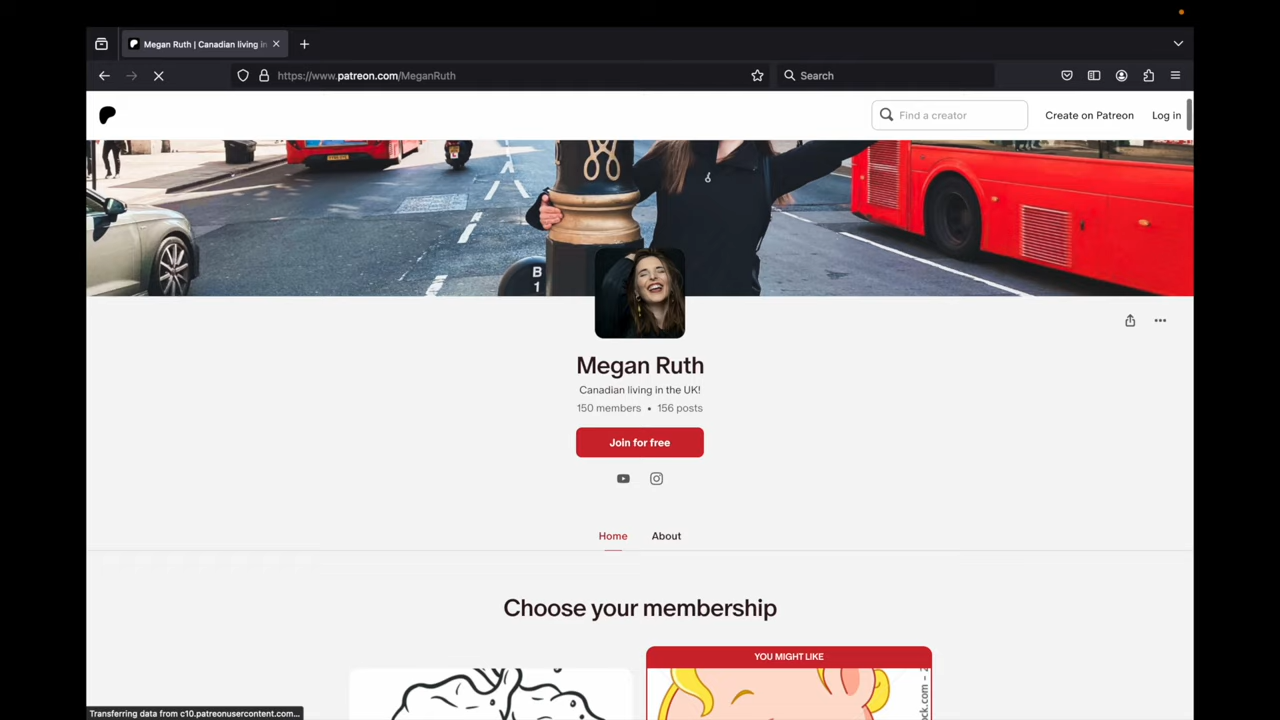 Megan Ruth | Canadian living in
https://www.patreon.com/MeganRuth
Search
Find a creator
Create on Patreon
Log in
B
1
Megan Ruth
Canadian living in the UK!
150 members • 156 posts
Join for free
Home
About
Choose your membership
YOU MIGHT LIKE
ock.com –
Transferring data from c10.patreonusercontent.com...